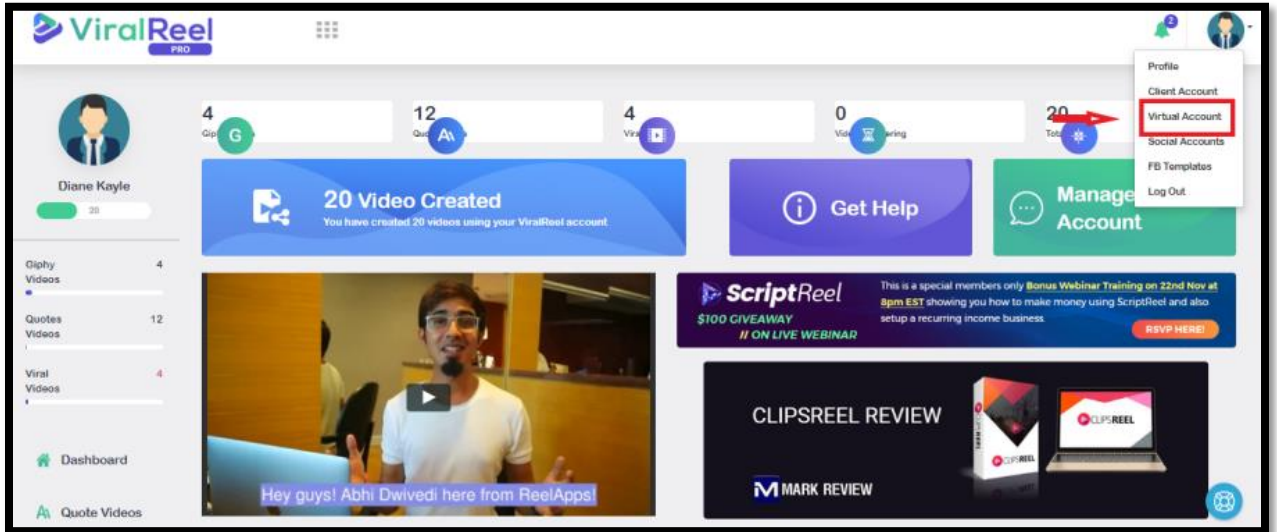 ViralReel
PRO
2
Profile
Client Account
Virtual Account
Social Accounts
FB Templates
Log Out
Diane Kayle
20
4
G
12
4
0
20
20 Video Created
You have created 20 videos using your ViralReel account
Get Help
Manage
Account
Giphy
Videos
4
Quotes
Videos
12
Viral
Videos
4
Dashboard
Quote Videos
Hey guys! Abhi Dwivedi here from ReelApps!
ScriptReel
$100 GIVEAWAY
// ON LIVE WEBINAR
This is a special members only Bonus Webinar Training on 22nd Nov at
8pm EST showing you how to make money using ScriptReel and also
setup a recurring income business
RSVP HERE!
CLIPSREEL REVIEW
CLIPSREEL
CLIPSREEL
MARK REVIEW